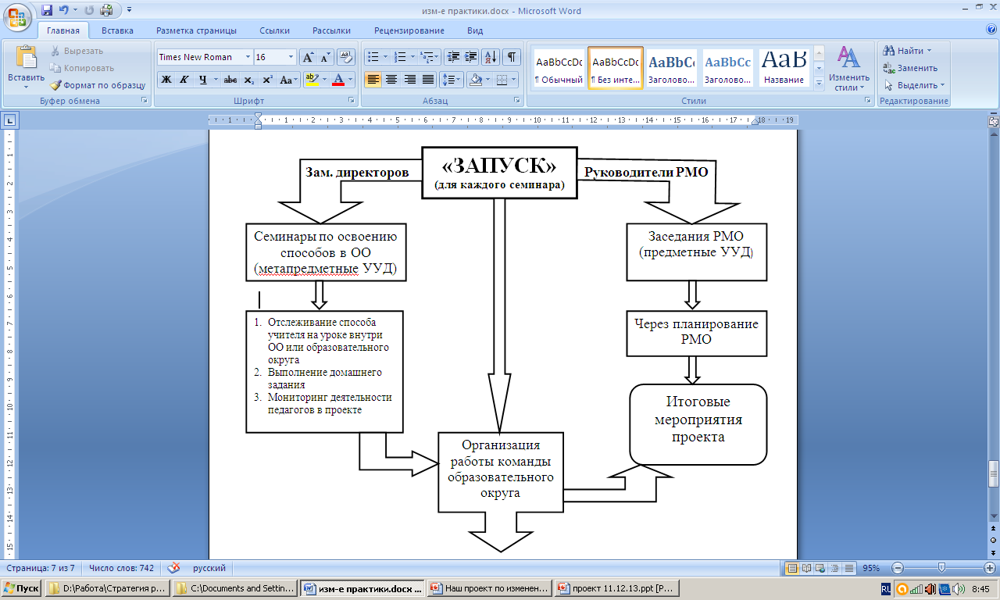 изм-е практики.docx - Microsoft Word
Главная Вставка Разметка страницы Ссылки Рассылки Рецензирование Вид
Вставить
Вырезать
Копировать
Формат по образцу
Буфер обмена
Times New Roman 16
Ж К Ч abc x₂ x² Aa
Шрифт
Абзац
AaBbCcDc AaBbCcDc AaBbCc AaBbCc AaB
¶ Обычный ¶ Без инте... Заголово... Заголово... Название
Изменить
стили
Стили
Найти
Заменить
Выделить
Редактирование
1 1 2 3 4 5 6 7 8 9 10 11 12 13 14 15 16 17 18 19
Зам. директоров
«ЗАПУСК»
(для каждого семинара)
Руководители РМО
Семинары по освоению
способов в ОО
(метапредметные УУД)
Заседания РМО
(предметные УУД)
1. Отслеживание способа
учителя на уроке внутри
ОО или образовательного
округа
2. Выполнение домашнего
задания
3. Мониторинг деятельности
педагогов в проекте
Через планирование
РМО
Итоговые
мероприятия
проекта
Организация
работы команды
образовательного
округа
Страница: 7 из 7 Число слов: 742 русский 95%
Пуск D:\Работа\Стратегия р... C:\Documents and Settin... изм-е практики.docx ... Наш проект по изменен... проект 11.12.13.ppt [Р... RU 8:45